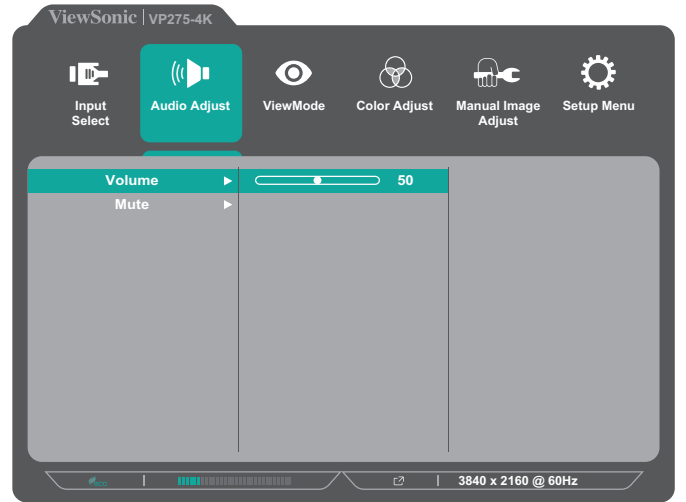 ViewSonic | VP275-4K
Input
Select
Audio Adjust
ViewMode
Color Adjust
Manual Image
Adjust
Setup Menu
Volume 50
Mute
eco
3840 x 2160 @ 60Hz